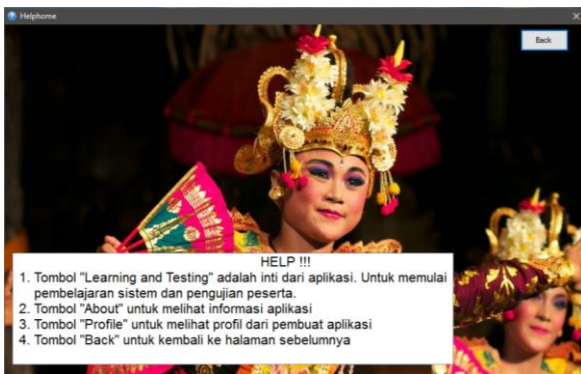 Helphome
Back
HELP !!!
1. Tombol "Learning and Testing" adalah inti dari aplikasi. Untuk memulai
pembelajaran sistem dan pengujian peserta.
2. Tombol "About" untuk melihat informasi aplikasi
3. Tombol "Profile" untuk melihat profil dari pembuat aplikasi
4. Tombol "Back" untuk kembali ke halaman sebelumnya